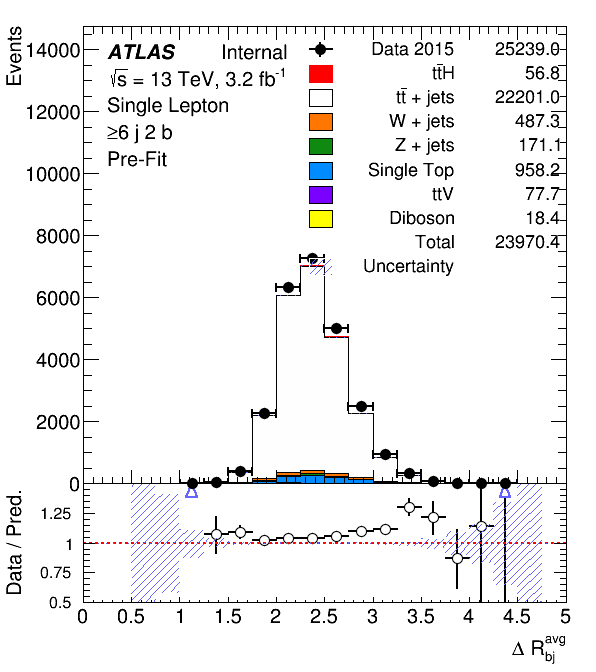 Events
14000
12000
10000
8000
6000
4000
2000
0
ATLAS Internal
√s = 13 TeV, 3.2 fb-1
Single Lepton
≥6 j 2 b
Pre-Fit
Data 2015 25239.0
tt̄H 56.8
tt̄ + jets 22201.0
W + jets 487.3
Z + jets 171.1
Single Top 958.2
ttV 77.7
Diboson 18.4
Total 23970.4
Uncertainty
Data / Pred.
1.25
1
0.75
0.5
0 0.5 1 1.5 2 2.5 3 3.5 4 4.5 5
Δ R bj avg